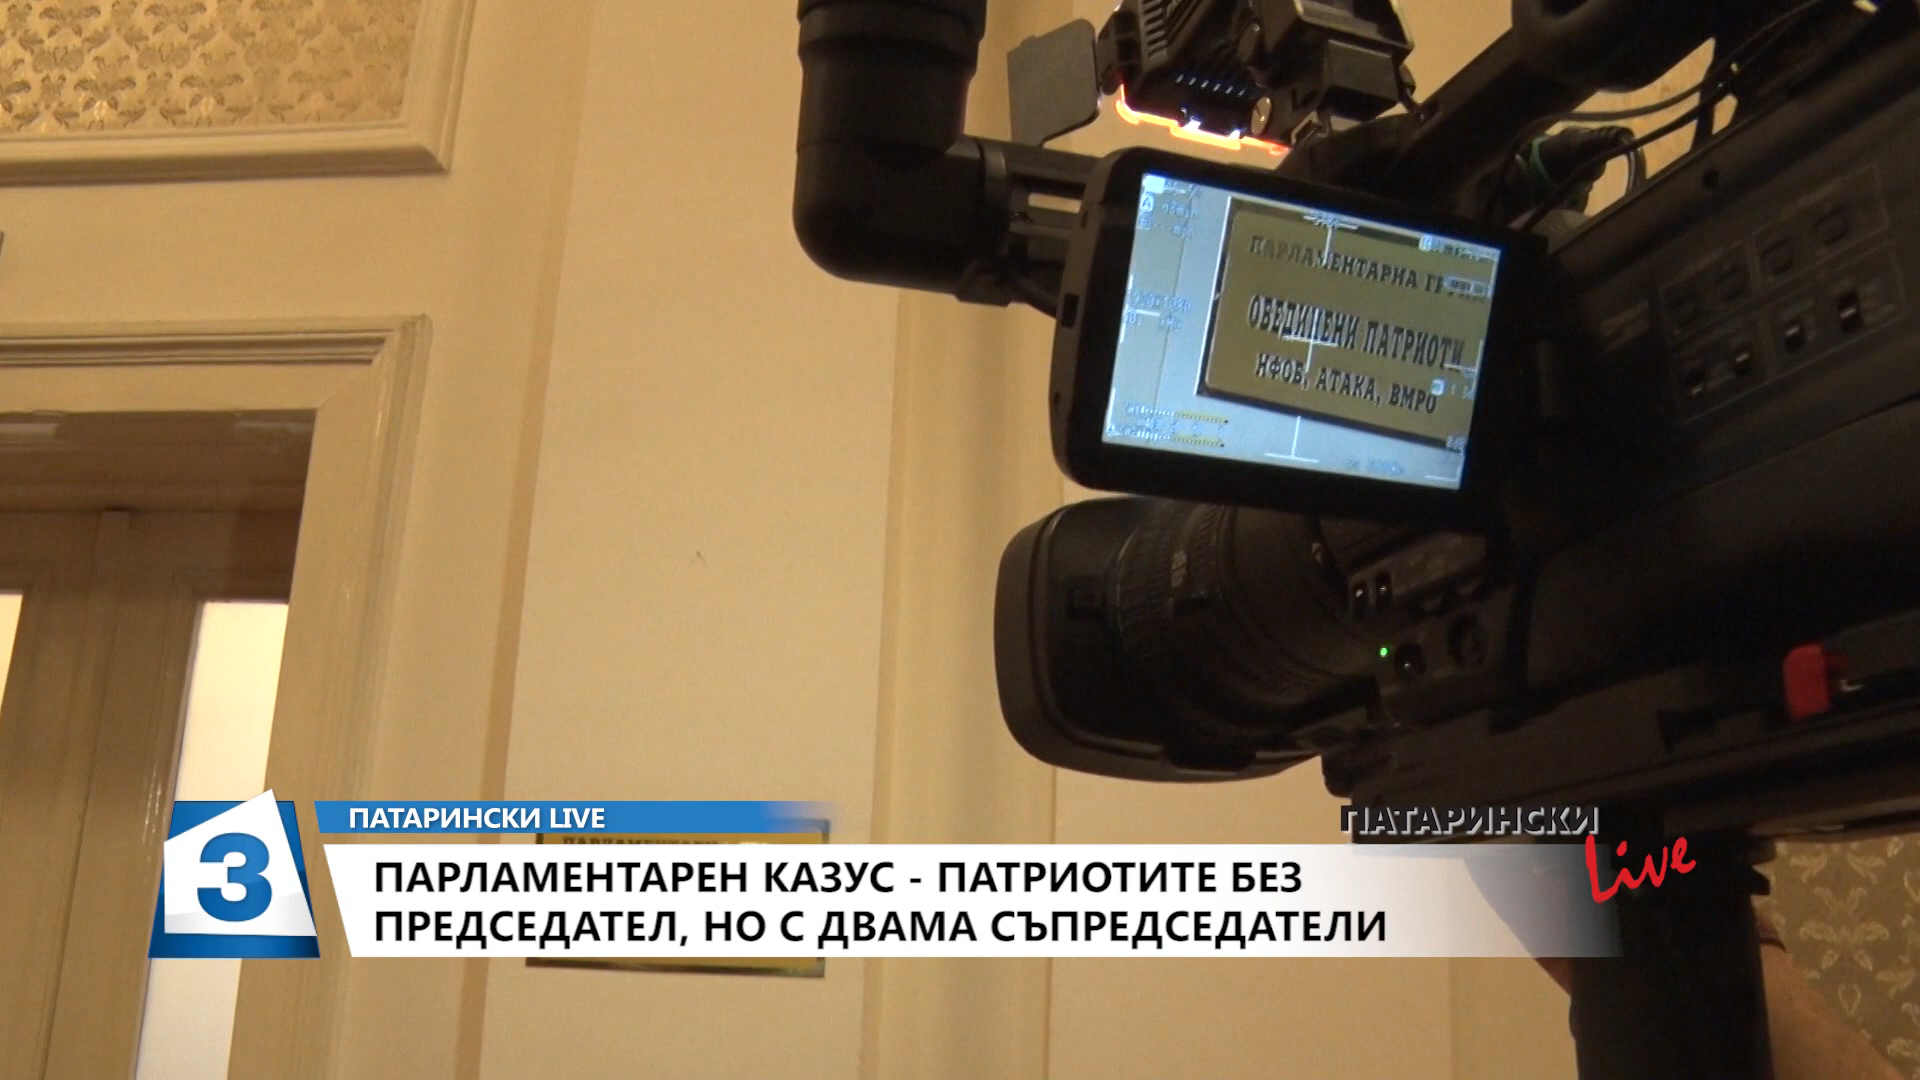 ПАРЛАМЕНТАРНА
ОБЕДИНЕНИ ПАТРИОТИ
НФСБ, АТАКА, ВМРО
3
ПАТАРИНСКИ LIVE
ПАТАРИНСКИ
Live
ПАРЛАМЕНТАРЕН КАЗУС - ПАТРИОТИТЕ БЕЗ
ПРЕДСЕДАТЕЛ, НО С ДВАМА СЪПРЕДСЕДАТЕЛИ